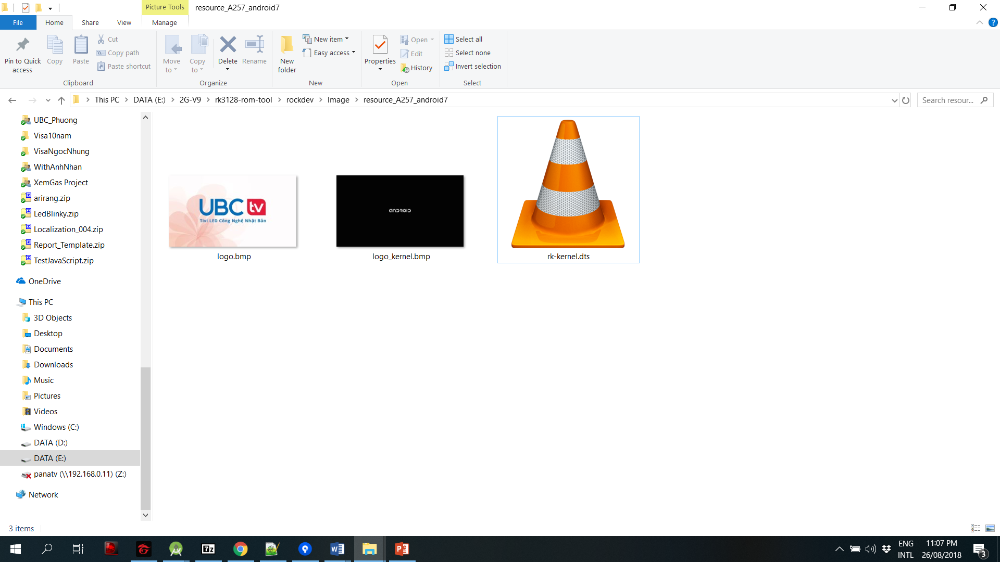 Picture Tools
resource_A257_android7
File
Home
Share
View
Manage
Pin to Quick access
Copy
Paste
Cut
Copy path
Paste shortcut
Clipboard
Move to
Copy to
Delete
Rename
Organize
New folder
New item
Easy access
New
Properties
Open
Edit
History
Open
Select all
Select none
Invert selection
Select
This PC > DATA (E:) > 2G-V9 > rk3128-rom-tool > rockdev > Image > resource_A257_android7
Search resour...
UBC_Phuong
Visa10nam
VisaNgocNhung
WithAnhNhan
XemGas Project
arirang.zip
LedBlinky.zip
Localization_004.zip
Report_Template.zip
TestJavaScript.zip
OneDrive
This PC
3D Objects
Desktop
Documents
Downloads
Music
Pictures
Videos
Windows (C:)
DATA (D:)
DATA (E:)
panatv (\\192.168.0.11) (Z:)
Network
UBC tv
Tivi LED Công Nghệ Nhật Bản
logo.bmp
ANDROID
logo_kernel.bmp
rk-kernel.dts
3 items
7z
ENG
INTL
11:07 PM
26/08/2018
3